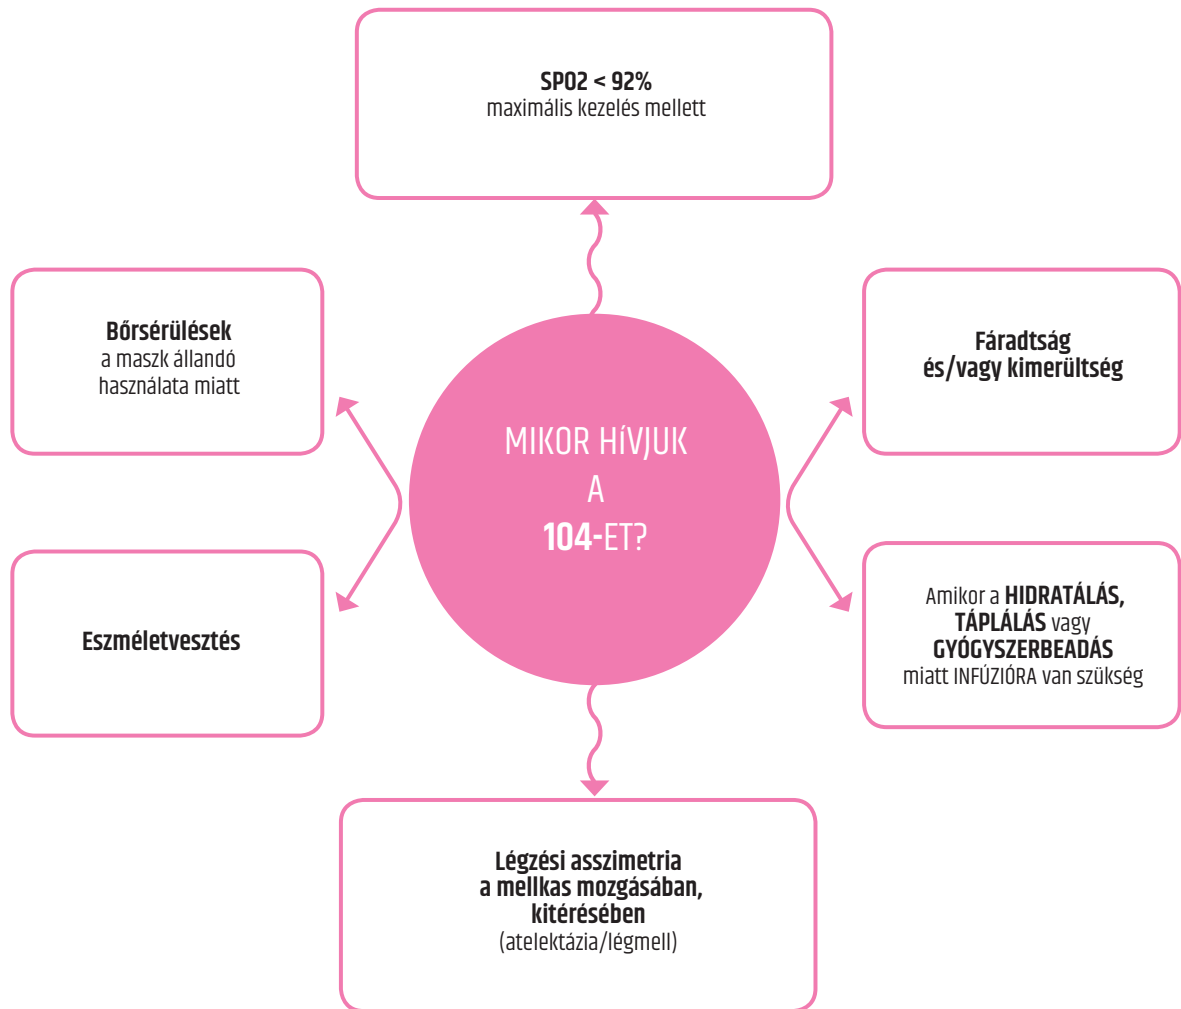 SPO2 < 92%
maximális kezelés mellett
Bőrsérülések
a maszk állandó
használata miatt
Fáradtság
és/vagy kimerültség
MIKOR HÍVJUK
A
104-ET?
Eszméletvesztés
Amikor a HIDRATÁLÁS,
TÁPLÁLÁS vagy
GYÓGYSZERBEADÁS
miatt INFÚZIÓRA van szükség
Légzési asszimetria
a mellkas mozgásában,
kitérésében
(atelektázia/légmell)